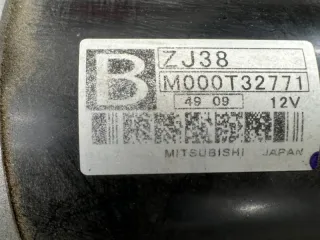 B ZJ38
M000T32771
49 09 12V
MITSUBISHI JAPAN